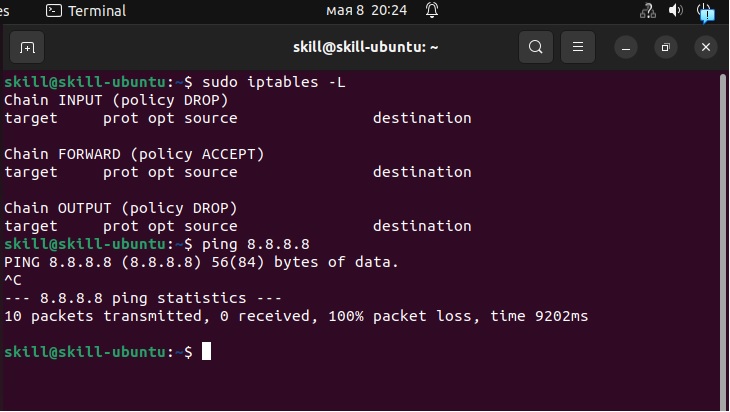 es Terminal мая 8 20:24
skill@skill-ubuntu: ~
skill@skill-ubuntu:~$ sudo iptables -L
Chain INPUT (policy DROP)
target     prot opt source               destination

Chain FORWARD (policy ACCEPT)
target     prot opt source               destination

Chain OUTPUT (policy DROP)
target     prot opt source               destination
skill@skill-ubuntu:~$ ping 8.8.8.8
PING 8.8.8.8 (8.8.8.8) 56(84) bytes of data.
^C
--- 8.8.8.8 ping statistics ---
10 packets transmitted, 0 received, 100% packet loss, time 9202ms

skill@skill-ubuntu:~$